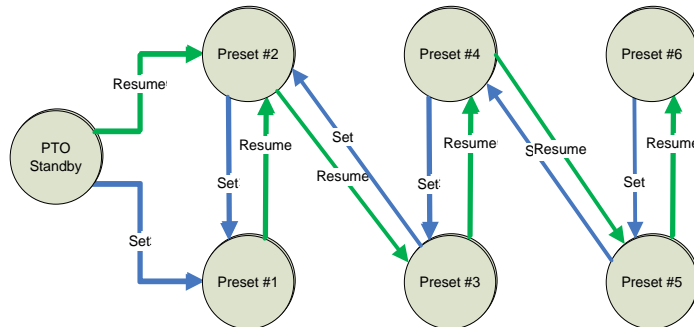 Preset #2
Preset #4
Preset #6
Resume
Set
Resume
Resume
PTO
Standby
Resume
Resume
Set
Set
Resume
Set
Set
Set
Preset #1
Preset #3
Preset #5